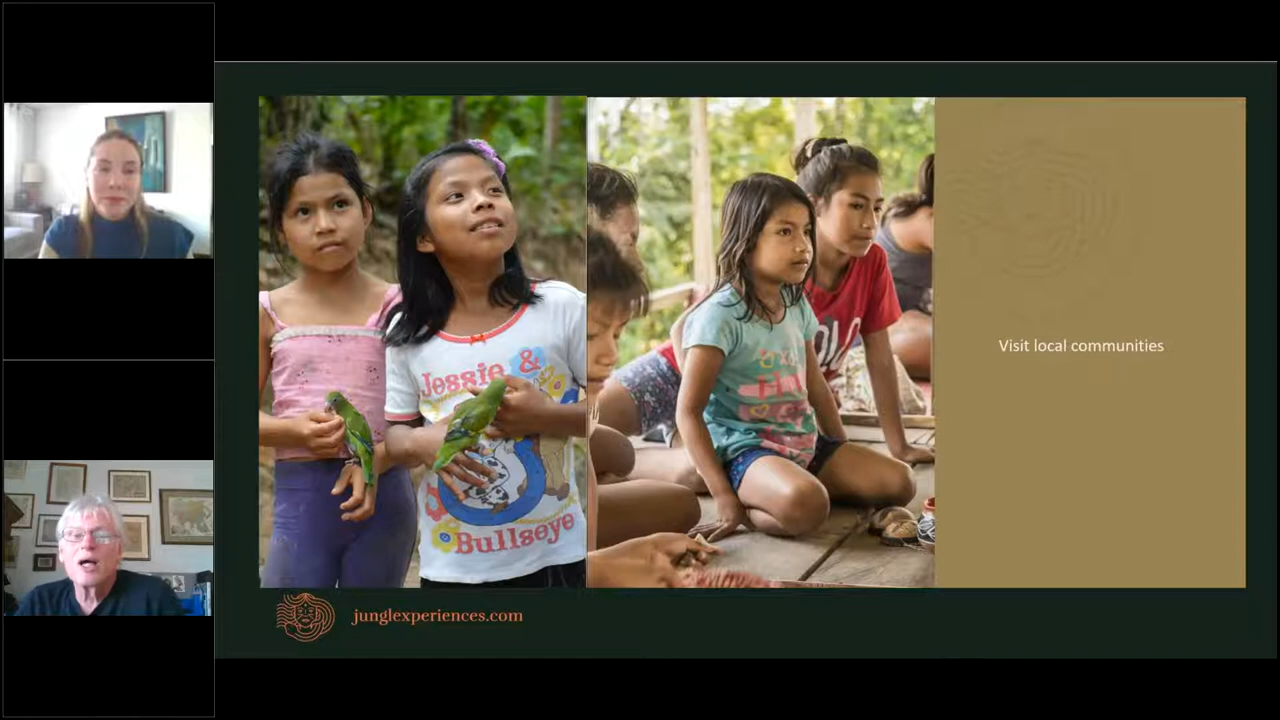 Jessie &
Bullseye
Visit local communities
junglexperiences.com